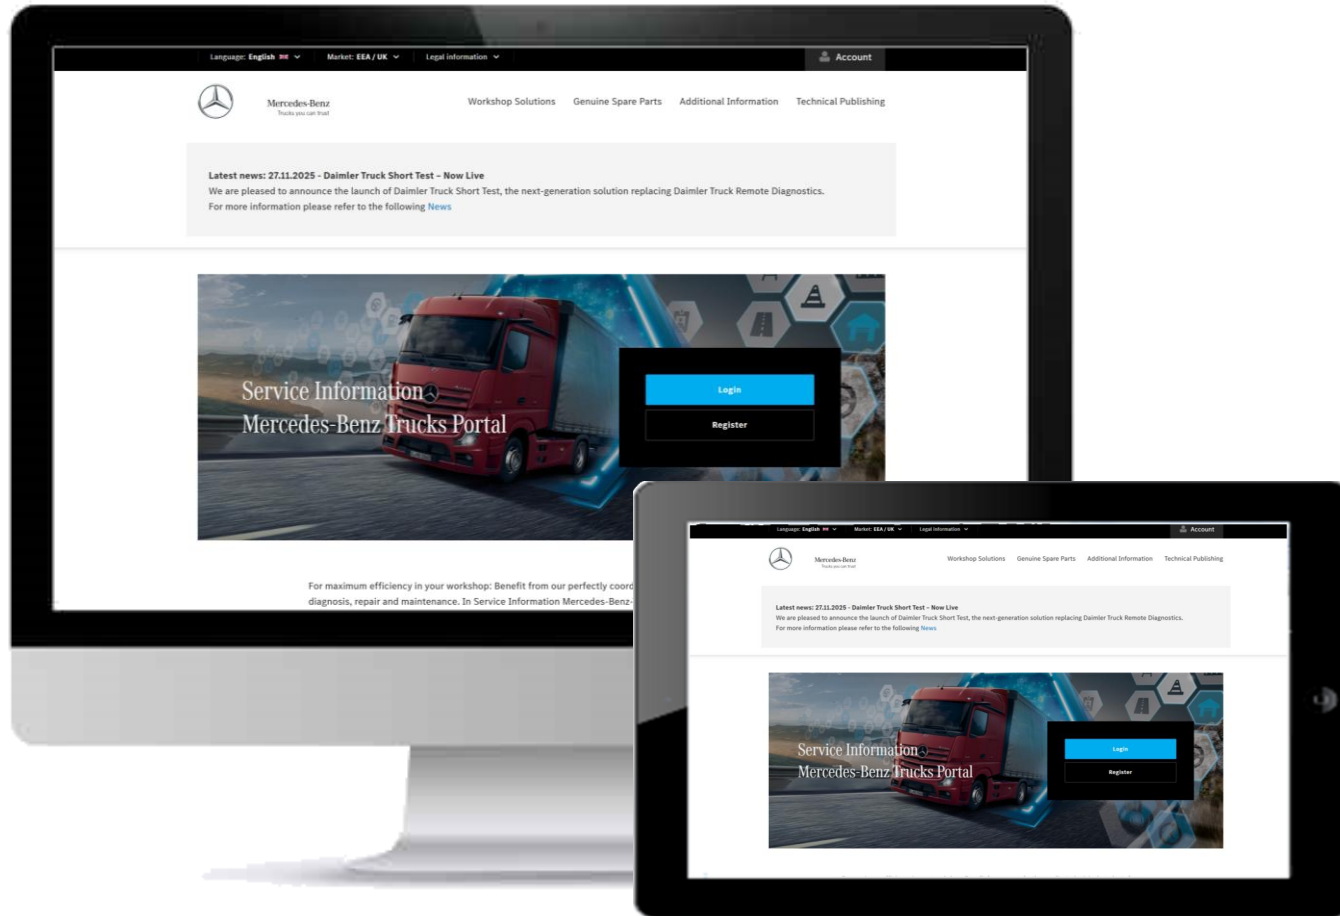 Language: English
Market: EEA / UK
Legal information
Account
Mercedes-Benz
Trucks you can trust
Workshop Solutions
Genuine Spare Parts
Additional Information
Technical Publishing
Latest news: 27.11.2025 - Daimler Truck Short Test – Now Live
We are pleased to announce the launch of Daimler Truck Short Test, the next-generation solution replacing Daimler Truck Remote Diagnostics.
For more information please refer to the following News
Service Information
Mercedes-Benz Trucks Portal
Login
Register
For maximum efficiency in your workshop: Benefit from our perfectly
diagnosis, repair and maintenance. In Service Information Mercedes-Benz-
Language: English
Market: EEA / UK
Legal information
Account
Mercedes-Benz
Trucks you can trust
Workshop Solutions
Genuine Spare Parts
Additional Information
Technical Publishing
Latest news: 27.11.2025 - Daimler Truck Short Test – Now Live
We are pleased to announce the launch of Daimler Truck Short Test, the next-generation solution replacing Daimler Truck Remote Diagnostics.
For more information please refer to the following News
Service Information
Mercedes-Benz Trucks Portal
Login
Register